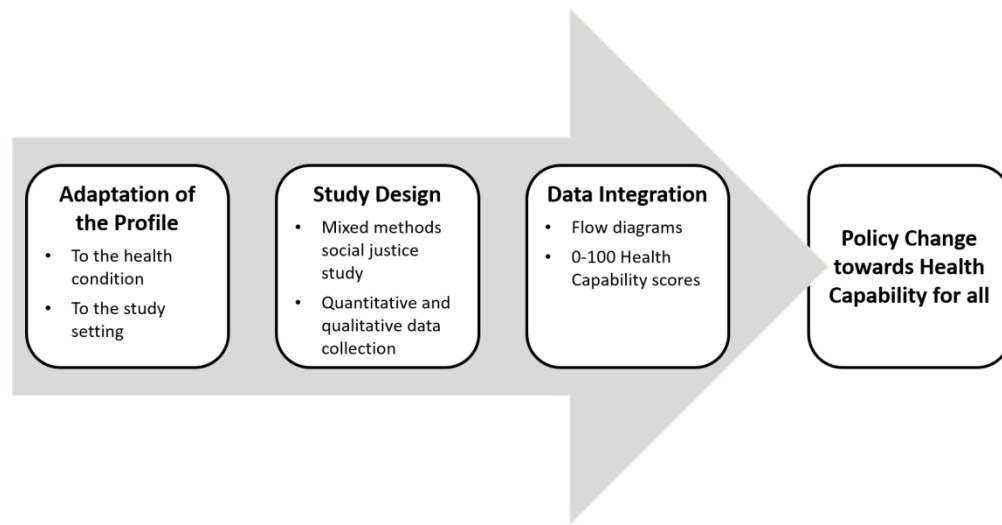 Adaptation of
the Profile
• To the health
condition
• To the study
setting
Study Design
• Mixed methods
social justice
study
• Quantitative and
qualitative data
collection
Data Integration
• Flow diagrams
• 0-100 Health
Capability scores
Policy Change
towards Health
Capability for all